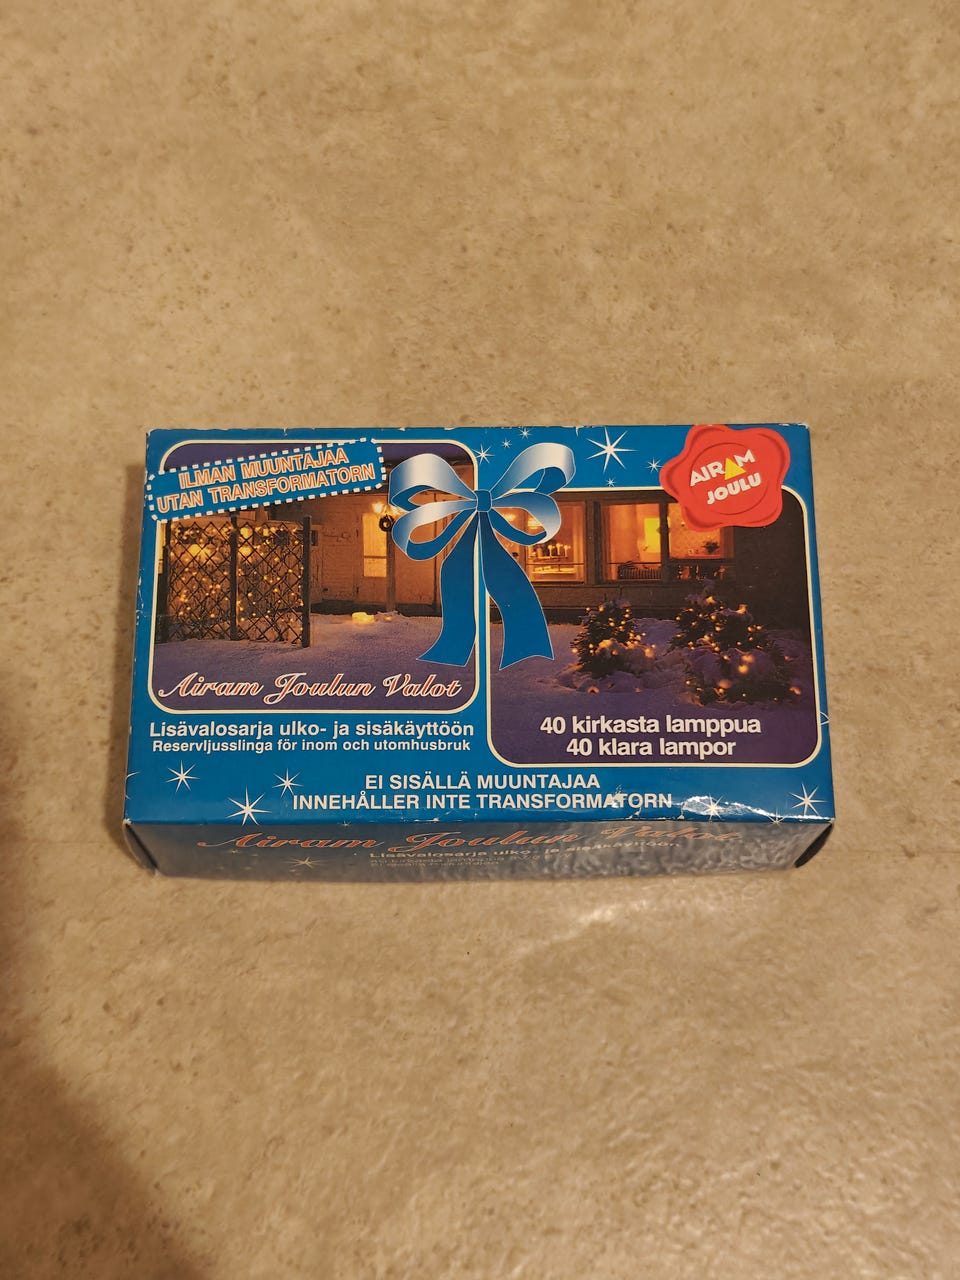 ILMAN MUUNTAJAA
UTAN TRANSFORMATORN
AIRAM
JOULU
Airam Joulun Valot
Lisävalosarja ulko- ja sisäkäyttöön
Reservljusslinga för inom och utomhusbruk
40 kirkasta lamppua
40 klara lampor
EI SISÄLLÄ MUUNTAJAA
INNEHÅLLER INTE TRANSFORMATORN
Airam Joulun Valot
Lisävalosarja ulko- ja sisäkäyttöön